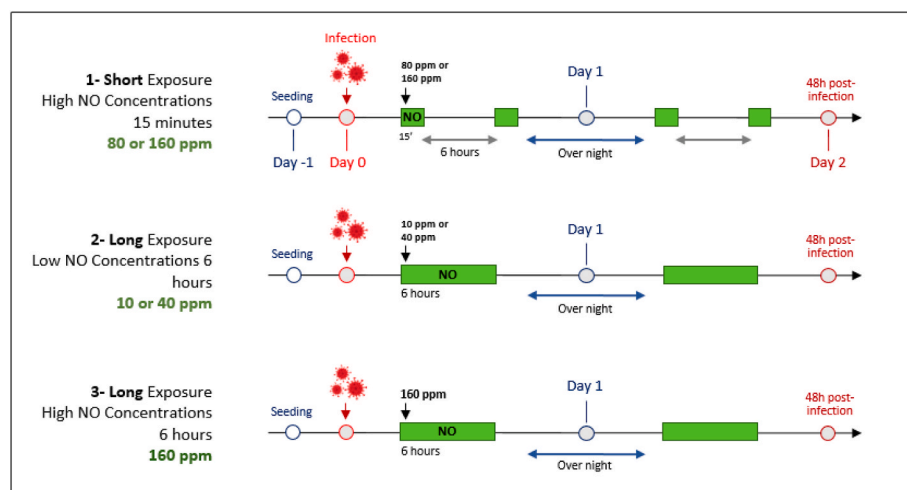 Infection
1- Short Exposure
High NO Concentrations
15 minutes
80 or 160 ppm
80 ppm or
160 ppm
Seeding
NO
15'
6 hours
Day 1
Over night
48h post-
infection
Day -1
Day 0
Day 2
2- Long Exposure
Low NO Concentrations 6
hours
10 or 40 ppm
Seeding
10 ppm or
40 ppm
NO
6 hours
Day 1
Over night
48h post-
infection
3- Long Exposure
High NO Concentrations
6 hours
160 ppm
Seeding
160 ppm
NO
6 hours
Day 1
Over night
48h post-
infection